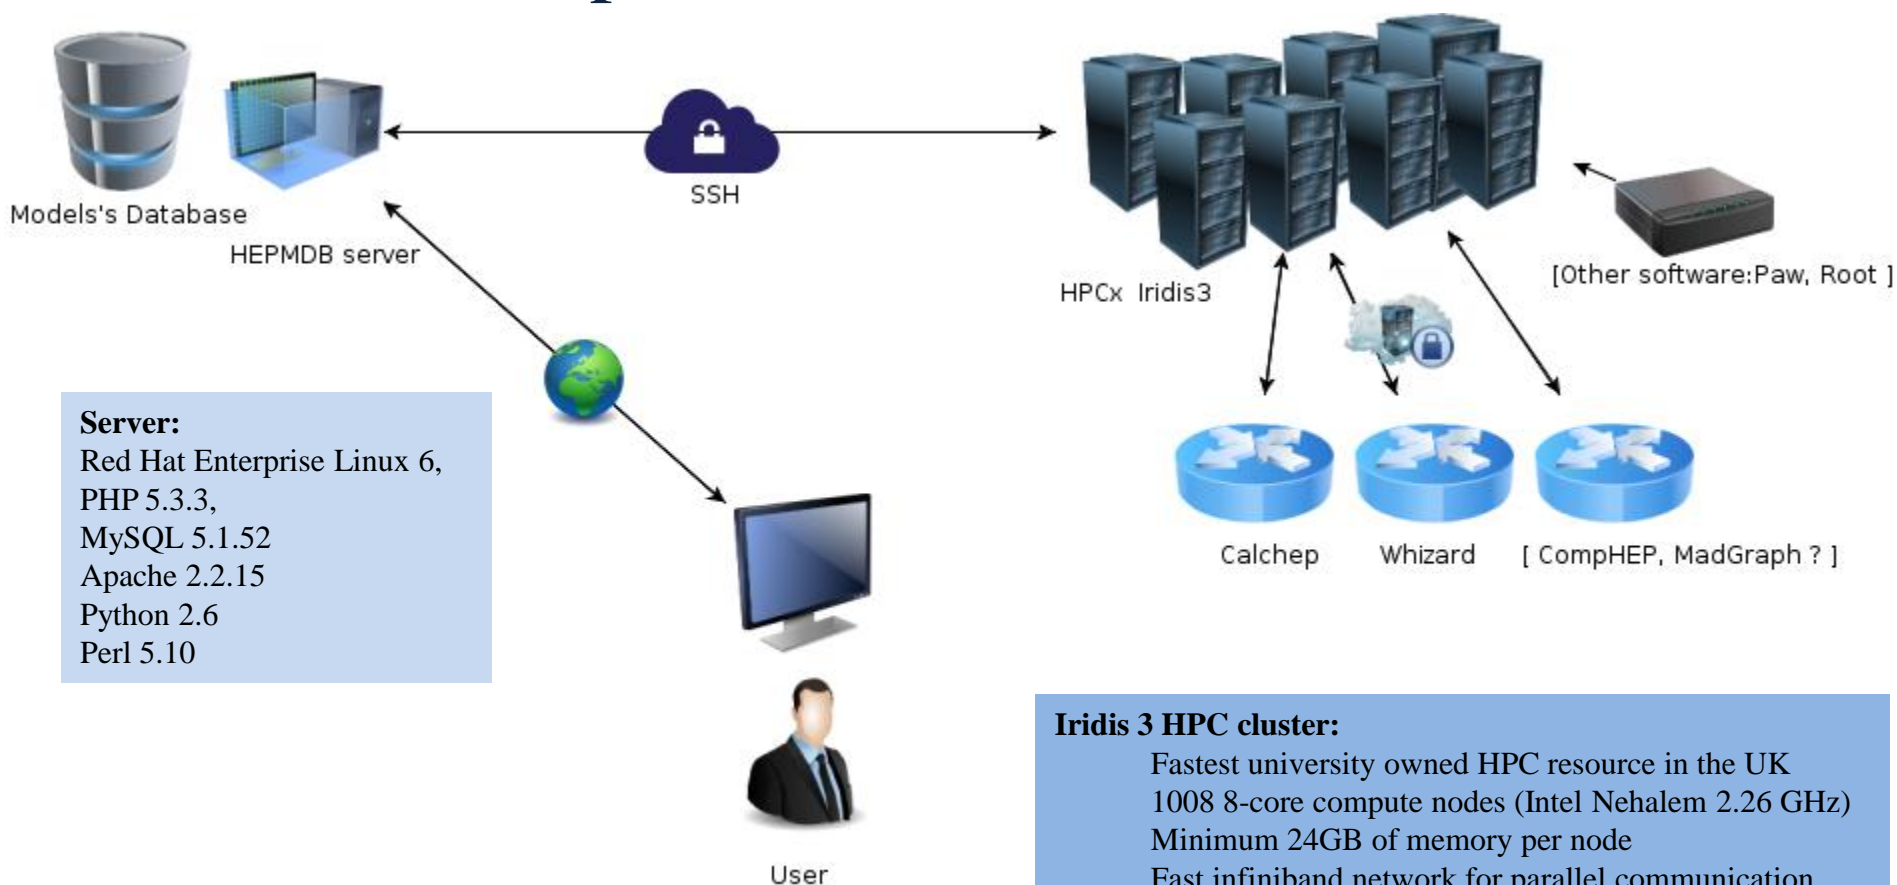 Models's Database
HEPMDB server
SSH
HPCx Iridis3
[Other software:Paw, Root ]
Server:
Red Hat Enterprise Linux 6,
PHP 5.3.3,
MySQL 5.1.52
Apache 2.2.15
Python 2.6
Perl 5.10
Calchep
Whizard
[ CompHEP, MadGraph ? ]
User
Iridis 3 HPC cluster:
Fastest university owned HPC resource in the UK
1008 8-core compute nodes (Intel Nehalem 2.26 GHz)
Minimum 24GB of memory per node
Fast infiniband network for parallel communication